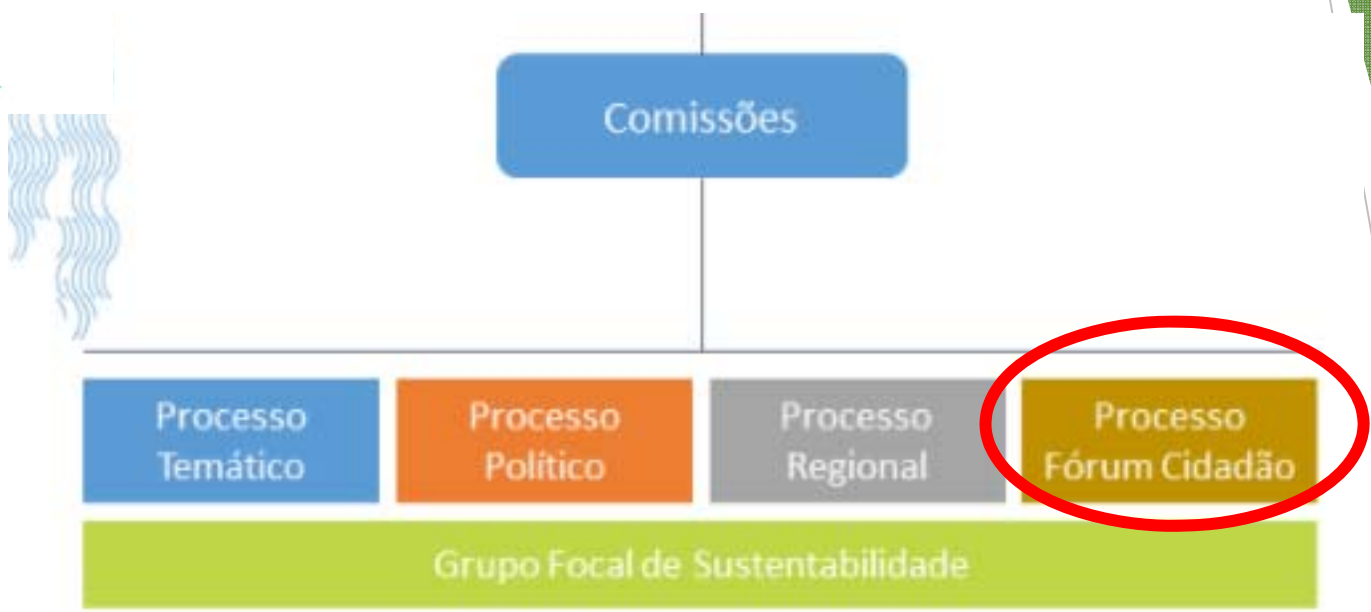 Comissões
Processo
Temático
Processo
Político
Processo
Regional
Processo
Fórum Cidadão
Grupo Focal de Sustentabilidade